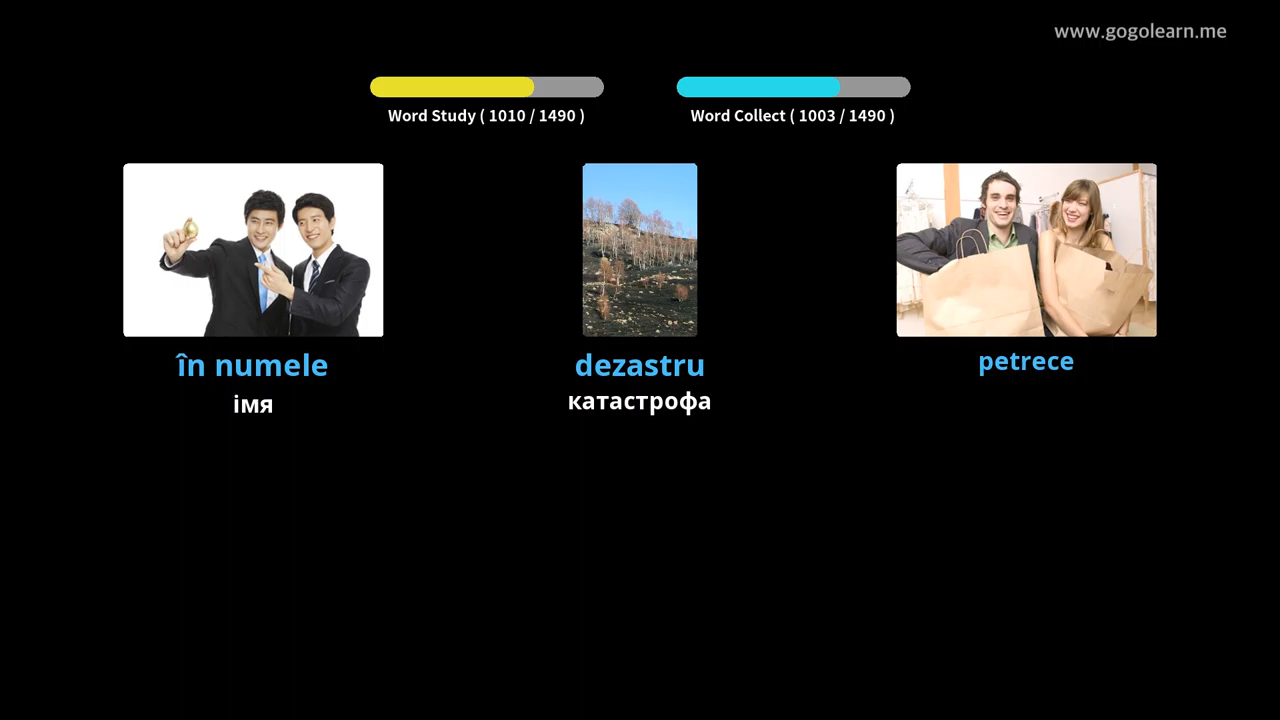 www.gogolearn.me
Word Study ( 1010 / 1490 )
Word Collect ( 1003 / 1490 )
în numele
імя
dezastru
катастрофа
petrece